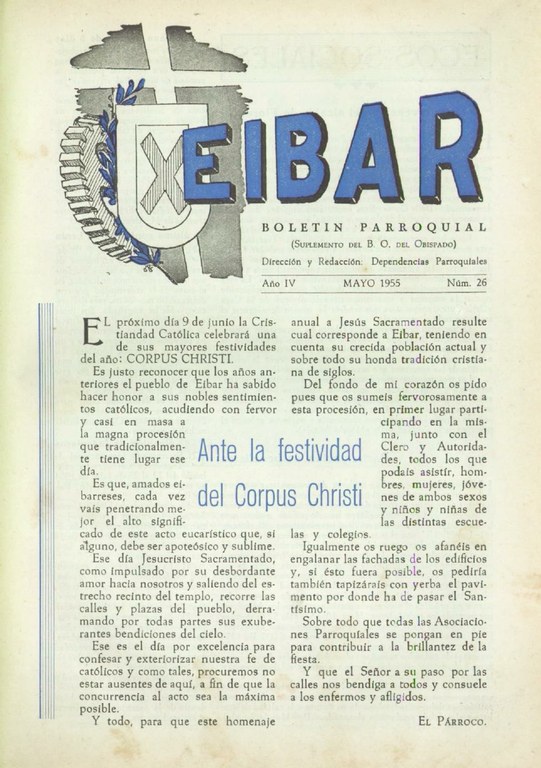 EIBAR
BOLETIN PARROQUIAL
(SUPLEMENTO DEL B. O. DEL OBISPADO)
Dirección y Redacción: Dependencias Parroquiales
Año IV MAYO 1955 Núm. 26
Ante la festividad
del Corpus Christi
EL próximo día 9 de junio la Cris-
tiandad Católica celebrará una
de sus mayores festividades
del año: CORPUS CHRISTI.
Es justo reconocer que los años an-
teriores el pueblo de Eibar ha sabido
hacer honor a sus nobles sentimien-
tos católicos, acudiendo con fervor
y casi en masa a
la magna procesión
que tradicionalmen-
te tiene lugar ese
día.
Es que, amados ei-
barreses, cada vez
vais penetrando me-
jor el alto signifi-
cado de este acto eucarístico que, si
alguno, debe ser apoteósico y sublime.
Ese día Jesucristo Sacramentado,
como impulsado por su desbordante
amor hacia nosotros y saliendo del es-
trecho recinto del templo, recorre las
calles y plazas del pueblo, derra-
mando por todas partes sus exube-
rantes bendiciones del cielo.
Ese es el día por excelencia para
confesar y exteriorizar nuestra fe de
católicos y como tales, procuremos no
estar ausentes de aquí, a fin de que la
concurrencia al acto sea la máxima
posible.
Y todo, para que este homenaje
anual a Jesús Sacramentado resulte
cual corresponde a Eibar, teniendo en
cuenta su crecida población actual y
sobre todo su honda tradición cristia-
na de siglos.
Del fondo de mi corazón os pido
pues que os sumeis fervorosamente a
esta procesión, en primer lugar parti-
cipando en la mis-
ma, junto con el
Clero y Autorida-
des, todos los que
podais asistir, hom-
bres, mujeres, jóve-
nes de ambos sexos
y niños y niñas de
las distintas escue-
las y colegios.
Igualmente os ruego os afanéis en
engalanar las fachadas de los edificios
y, si ésto fuera posible, os pediría
también tapizárais con yerba el pavi-
mento por donde ha de pasar el San-
tísimo.
Sobre todo que todas las Asociacio-
nes Parroquiales se pongan en pie
para contribuir a la brillantez de la
fiesta.
Y que el Señor a su paso por las
calles nos bendiga a todos y consuele
a los enfermos y afligidos.
EL PÁRROCO.